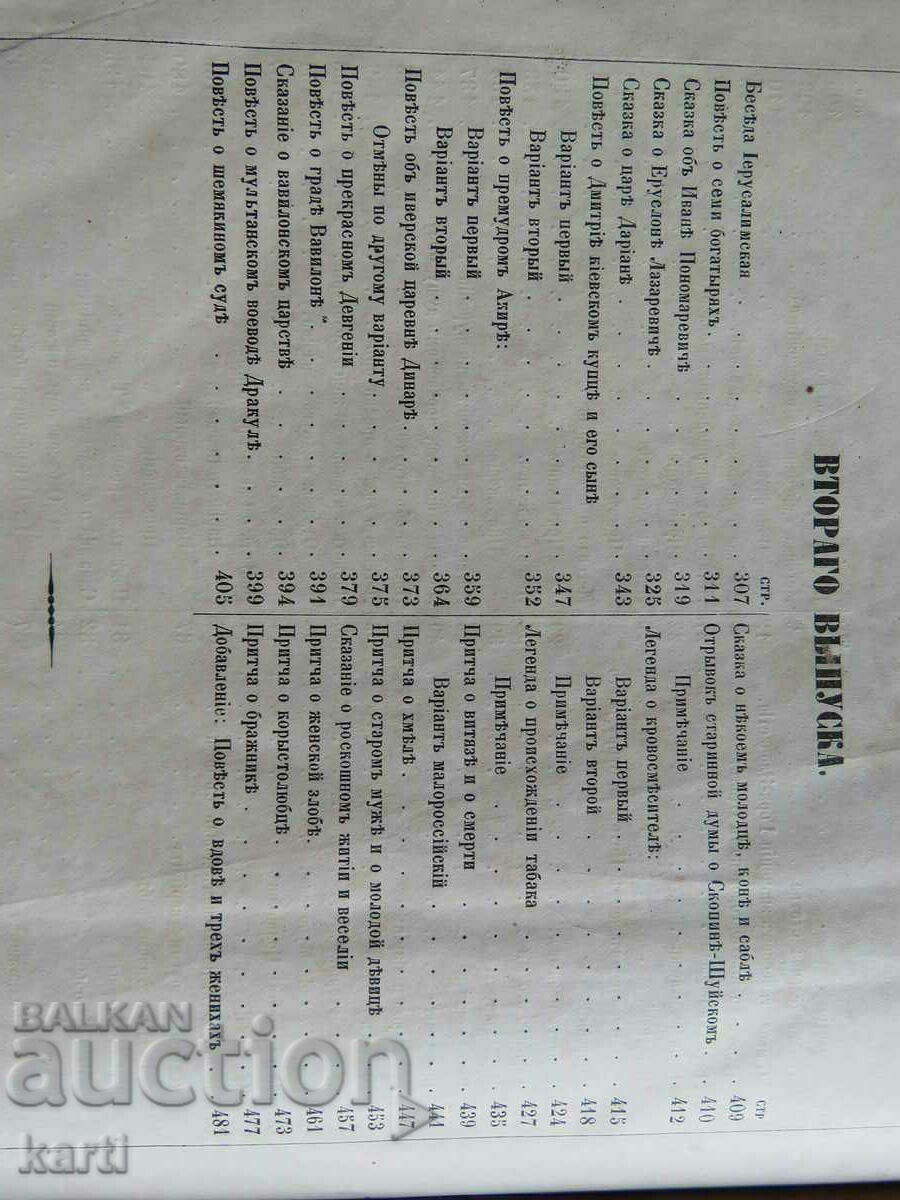 ВТОРАГО ВЫПУСКА.
стр.
Бесѣда Іерусалимская . . . . . . . . 307
Повѣсть о семи богатыряхъ . . . . . . . 311
Сказка объ Иванѣ Пономаревичѣ . . . . . . 319
Сказка о Ерусло​нѣ Лазаревичѣ . . . . . . 325
Сказка о царѣ Даріанѣ . . . . . . . 343
Повѣсть о Дмитріѣ кіевскомъ купцѣ и его сынѣ
Варіантъ первый . . . . . . . 347
Варіантъ вторый . . . . . . . 352
Повѣсть о премудромъ Акирѣ:
Варіантъ первый . . . . . . . 359
Варіантъ вторый . . . . . . . 364
Повѣсть объ иверской царевнѣ Динарѣ . . . . 373
Отмѣны по другому варіанту . . . . . 375
Повѣсть о прекрасномъ Девгеніи . . . . . 379
Повѣсть о градѣ Вавилонѣ . . . . . . 391
Сказаніе о вавилонскомъ царствѣ . . . . . 394
Повѣсть о мультанскомъ воеводѣ Дракулѣ . . . . 399
Повѣсть о шемякиномъ судѣ . . . . . . 405
стр
Сказка о нѣкоемъ молодцѣ, конѣ и саблѣ . . . . 409
Отрывокъ старинной думы о Скопинѣ-Шуйскомъ . . 410
Примѣчаніе . . . . . . . . 412
Легенда о кровосмѣсителѣ:
Варіантъ первый . . . . . . . 415
Варіантъ второй . . . . . . . 418
Примѣчаніе . . . . . . . . 424
Легенда о происхожденіи табака . . . . . 427
Примѣчаніе . . . . . . . . 435
Притча о витязѣ и о смерти . . . . . . 439
Варіантъ малороссійскій . . . . . . 441
Притча о хмѣлѣ . . . . . . . . 447
Притча о старомъ мужѣ и о молодой дѣвицѣ . . . 453
Сказаніе о роскошномъ житіи и веселіи . . . . 457
Притча о женской злобѣ . . . . . . . 461
Притча о корыстолюбцѣ . . . . . . . 473
Притча о бражникѣ . . . . . . . . 477
Добавленіе: Повѣсть о вдовѣ и трехъ женихахъ . . 481
BALKAN
auction
karti